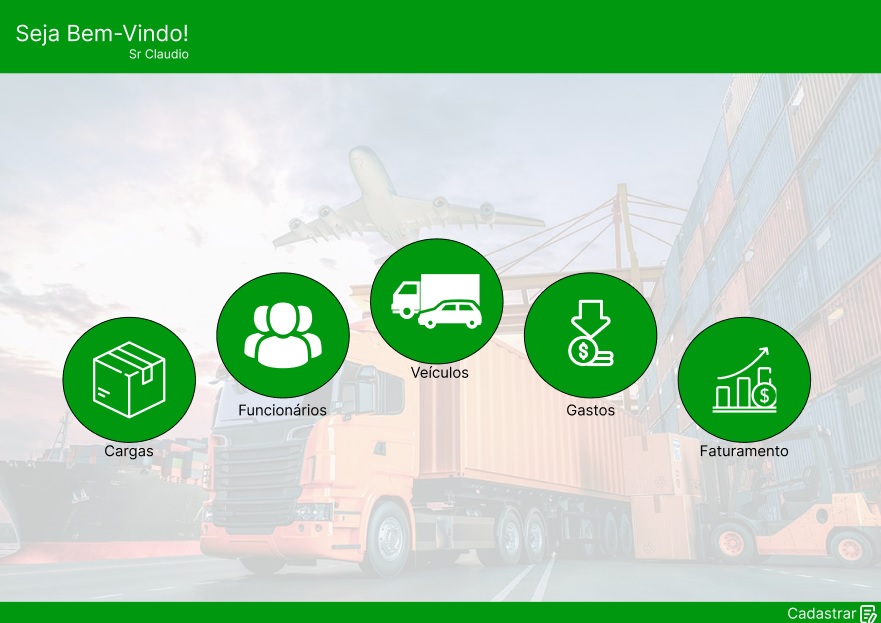 Seja Bem-Vindo!
Sr Claudio
Veículos
Funcionários
Gastos
Cargas
Faturamento
Cadastrar